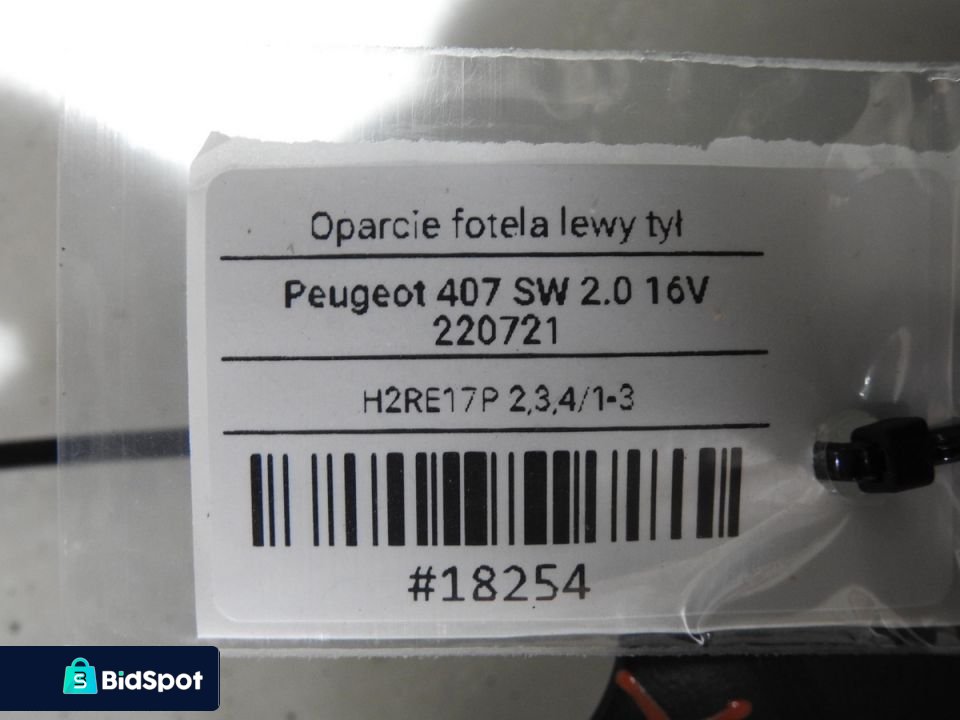 Oparcie fotela lewy tył
Peugeot 407 SW 2.0 16V
220721
H2RE17P 2,3,4/1-3
#18254
S BidSpot